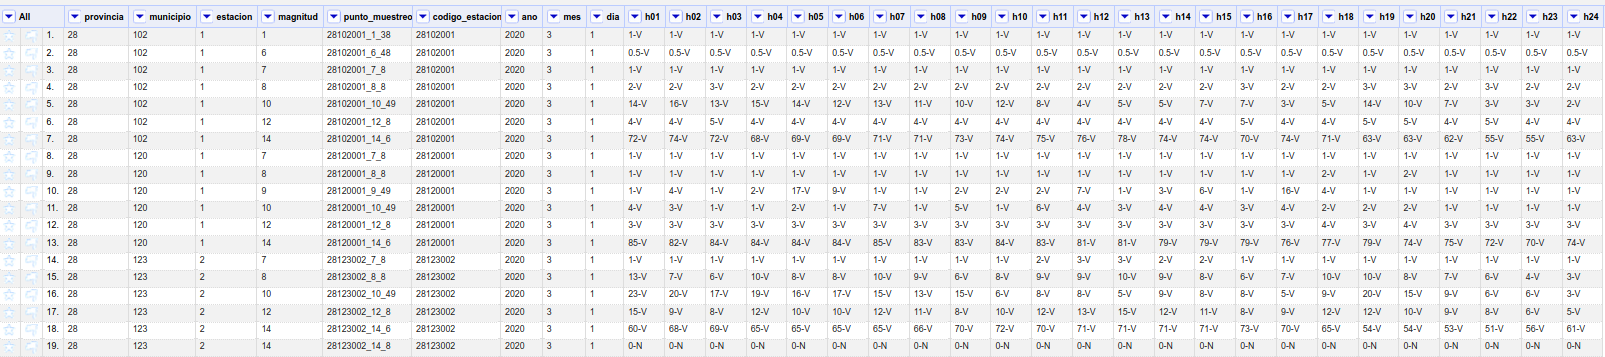 All provincia municipio estacion magnitud punto_muestreo codigo_estacion ano mes dia h01 h02 h03 h04 h05 h06 h07 h08 h09 h10 h11 h12 h13 h14 h15 h16 h17 h18 h19 h20 h21 h22 h23 h24
1. 28 102 1 1 28102001_1_38 28102001 2020 3 1 1-V 1-V 1-V 1-V 1-V 1-V 1-V 1-V 1-V 1-V 1-V 1-V 1-V 1-V 1-V 1-V 1-V 1-V 1-V 1-V 1-V 1-V 1-V 1-V
2. 28 102 1 6 28102001_6_48 28102001 2020 3 1 0.5-V 0.5-V 0.5-V 0.5-V 0.5-V 0.5-V 0.5-V 0.5-V 0.5-V 0.5-V 0.5-V 0.5-V 0.5-V 0.5-V 0.5-V 0.5-V 0.5-V 0.5-V 0.5-V 0.5-V 0.5-V 0.5-V 0.5-V 0.5-V
3. 28 102 1 7 28102001_7_8 28102001 2020 3 1 1-V 1-V 1-V 1-V 1-V 1-V 1-V 1-V 1-V 1-V 1-V 1-V 1-V 1-V 1-V 1-V 1-V 1-V 1-V 1-V 1-V 1-V 1-V 1-V
4. 28 102 1 8 28102001_8_8 28102001 2020 3 1 2-V 2-V 3-V 2-V 2-V 2-V 2-V 2-V 2-V 2-V 2-V 2-V 2-V 2-V 2-V 3-V 2-V 2-V 3-V 3-V 2-V 2-V 2-V 2-V
5. 28 102 1 10 28102001_10_49 28102001 2020 3 1 14-V 16-V 13-V 15-V 14-V 12-V 13-V 11-V 10-V 12-V 8-V 4-V 5-V 5-V 7-V 7-V 3-V 5-V 14-V 10-V 7-V 3-V 3-V 2-V
6. 28 102 1 12 28102001_12_8 28102001 2020 3 1 4-V 4-V 5-V 4-V 4-V 4-V 4-V 4-V 4-V 4-V 4-V 4-V 4-V 4-V 4-V 5-V 4-V 4-V 5-V 5-V 4-V 4-V 4-V 4-V
7. 28 102 1 14 28102001_14_6 28102001 2020 3 1 72-V 74-V 72-V 68-V 69-V 69-V 71-V 71-V 73-V 74-V 75-V 76-V 78-V 74-V 74-V 70-V 74-V 71-V 63-V 63-V 62-V 55-V 55-V 63-V
8. 28 120 1 7 28120001_7_8 28120001 2020 3 1 1-V 1-V 1-V 1-V 1-V 1-V 1-V 1-V 1-V 1-V 1-V 1-V 1-V 1-V 1-V 1-V 1-V 1-V 1-V 1-V 1-V 1-V 1-V 1-V
9. 28 120 1 8 28120001_8_8 28120001 2020 3 1 1-V 1-V 1-V 1-V 1-V 1-V 1-V 1-V 1-V 1-V 1-V 1-V 1-V 1-V 1-V 1-V 1-V 2-V 1-V 2-V 1-V 1-V 1-V 1-V
10. 28 120 1 9 28120001_9_49 28120001 2020 3 1 1-V 4-V 1-V 2-V 17-V 9-V 1-V 1-V 2-V 2-V 2-V 7-V 1-V 3-V 6-V 1-V 16-V 4-V 1-V 1-V 1-V 1-V 1-V 1-V
11. 28 120 1 10 28120001_10_49 28120001 2020 3 1 4-V 3-V 1-V 1-V 2-V 1-V 7-V 1-V 5-V 1-V 6-V 4-V 3-V 4-V 4-V 3-V 4-V 2-V 2-V 2-V 1-V 1-V 1-V 1-V
12. 28 120 1 12 28120001_12_8 28120001 2020 3 1 3-V 3-V 3-V 3-V 3-V 3-V 3-V 3-V 3-V 3-V 3-V 3-V 3-V 3-V 3-V 3-V 3-V 4-V 3-V 4-V 3-V 3-V 3-V 3-V
13. 28 120 1 14 28120001_14_6 28120001 2020 3 1 85-V 82-V 84-V 84-V 84-V 84-V 85-V 83-V 83-V 84-V 83-V 81-V 81-V 79-V 79-V 79-V 76-V 77-V 79-V 74-V 75-V 72-V 70-V 74-V
14. 28 123 2 7 28123002_7_8 28123002 2020 3 1 1-V 1-V 1-V 1-V 1-V 1-V 1-V 1-V 1-V 1-V 2-V 3-V 3-V 2-V 2-V 1-V 1-V 1-V 1-V 1-V 1-V 1-V 1-V 1-V
15. 28 123 2 8 28123002_8_8 28123002 2020 3 1 13-V 7-V 6-V 10-V 8-V 8-V 10-V 9-V 6-V 8-V 9-V 9-V 10-V 9-V 8-V 6-V 7-V 10-V 10-V 8-V 7-V 6-V 4-V 3-V
16. 28 123 2 10 28123002_10_49 28123002 2020 3 1 23-V 20-V 17-V 19-V 16-V 17-V 15-V 13-V 15-V 6-V 8-V 8-V 5-V 9-V 8-V 8-V 5-V 9-V 20-V 15-V 9-V 6-V 6-V 3-V
17. 28 123 2 12 28123002_12_8 28123002 2020 3 1 15-V 9-V 8-V 12-V 10-V 10-V 12-V 11-V 8-V 10-V 12-V 13-V 15-V 12-V 11-V 8-V 9-V 12-V 12-V 10-V 9-V 8-V 6-V 5-V
18. 28 123 2 14 28123002_14_6 28123002 2020 3 1 60-V 68-V 69-V 65-V 65-V 65-V 65-V 66-V 70-V 72-V 70-V 71-V 71-V 71-V 71-V 73-V 70-V 65-V 54-V 54-V 53-V 51-V 56-V 61-V
19. 28 123 2 14 28123002_14_8 28123002 2020 3 1 0-N 0-N 0-N 0-N 0-N 0-N 0-N 0-N 0-N 0-N 0-N 0-N 0-N 0-N 0-N 0-N 0-N 0-N 0-N 0-N 0-N 0-N 0-N 0-N